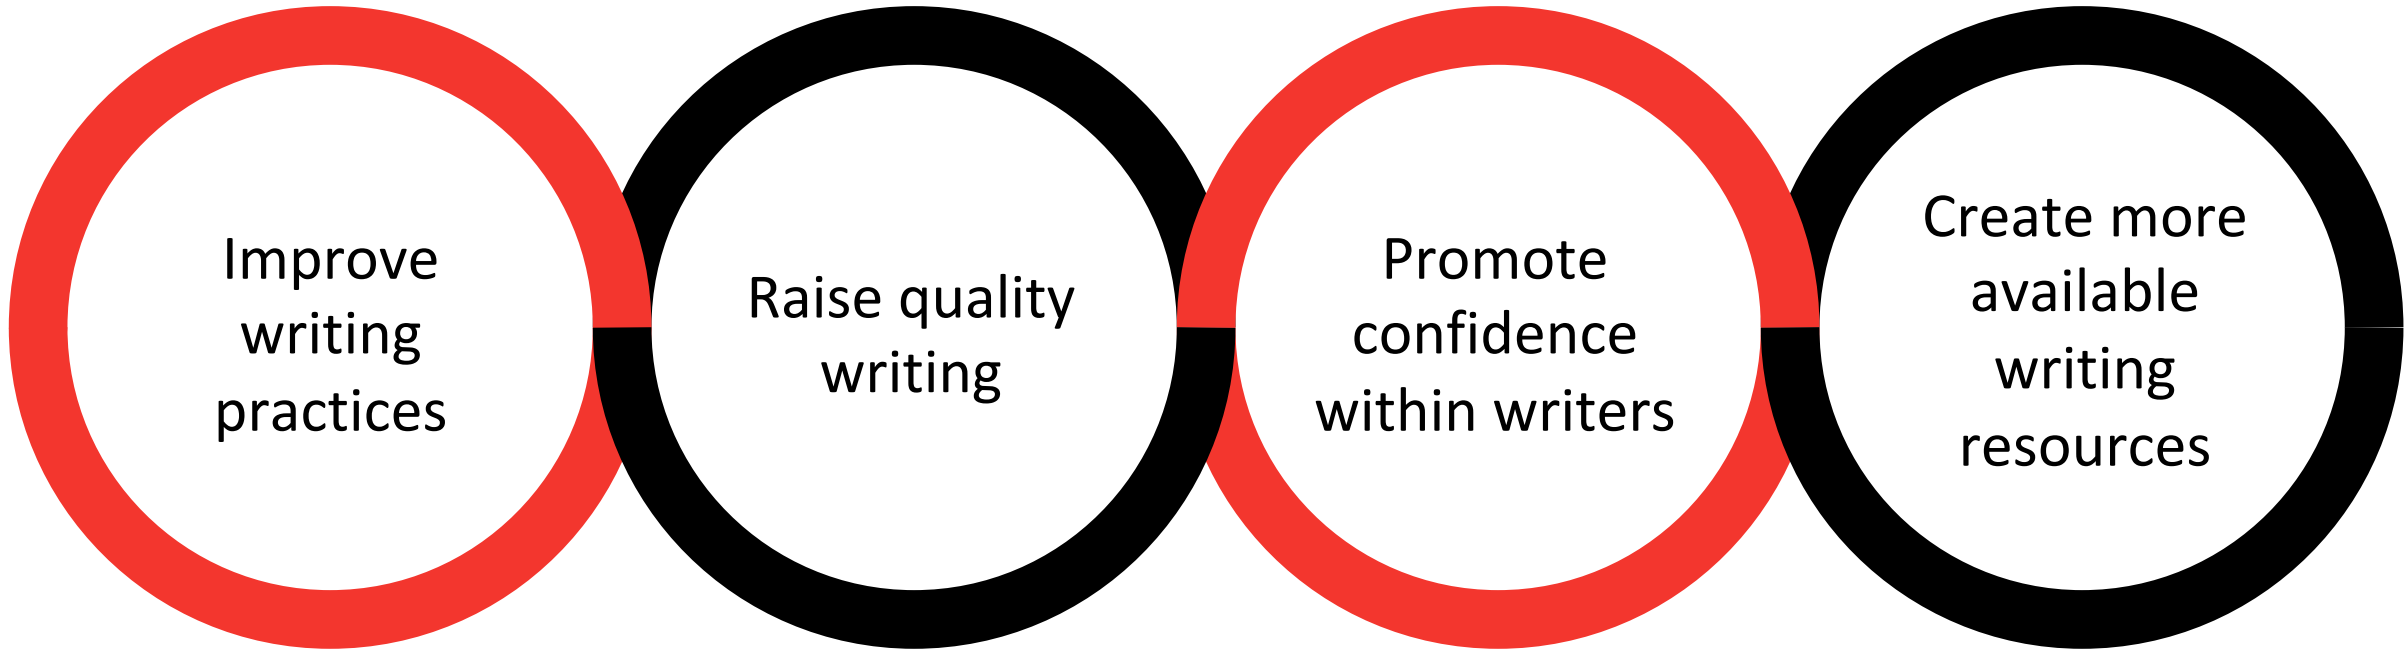 Improve
writing
practices
Raise quality
writing
Promote
confidence
within writers
Create more
available
writing
resources